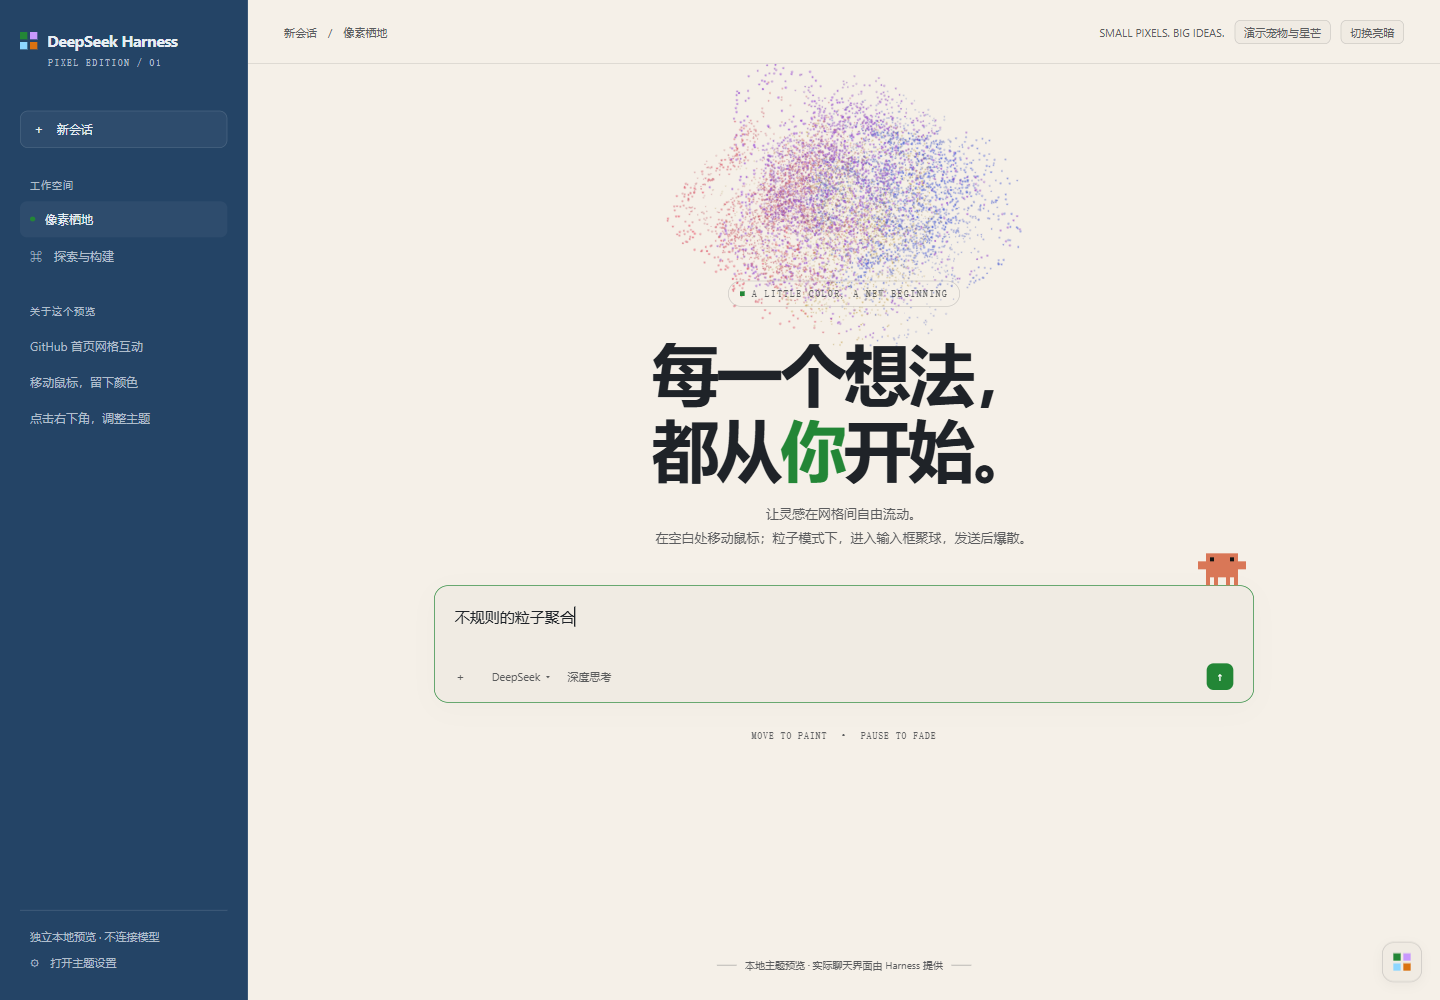 DeepSeek Harness
PIXEL EDITION / 01
+ 新会话
工作空间
像素栖地
⌘ 探索与构建
关于这个预览
GitHub 首页网格互动
移动鼠标，留下颜色
点击右下角，调整主题
独立本地预览 · 不连接模型
打开主题设置
新会话 / 像素栖地
SMALL PIXELS. BIG IDEAS.
演示宠物与星芒
切换亮暗
A LITTLE COLOR. A NEW BEGINNING
每一个想法，
都从你开始。
让灵感在网格间自由流动。
在空白处移动鼠标；粒子模式下，进入输入框聚球，发送后爆散。
不规则的粒子聚合
+ DeepSeek 深度思考
↑
MOVE TO PAINT • PAUSE TO FADE
本地主题预览 · 实际聊天界面由 Harness 提供